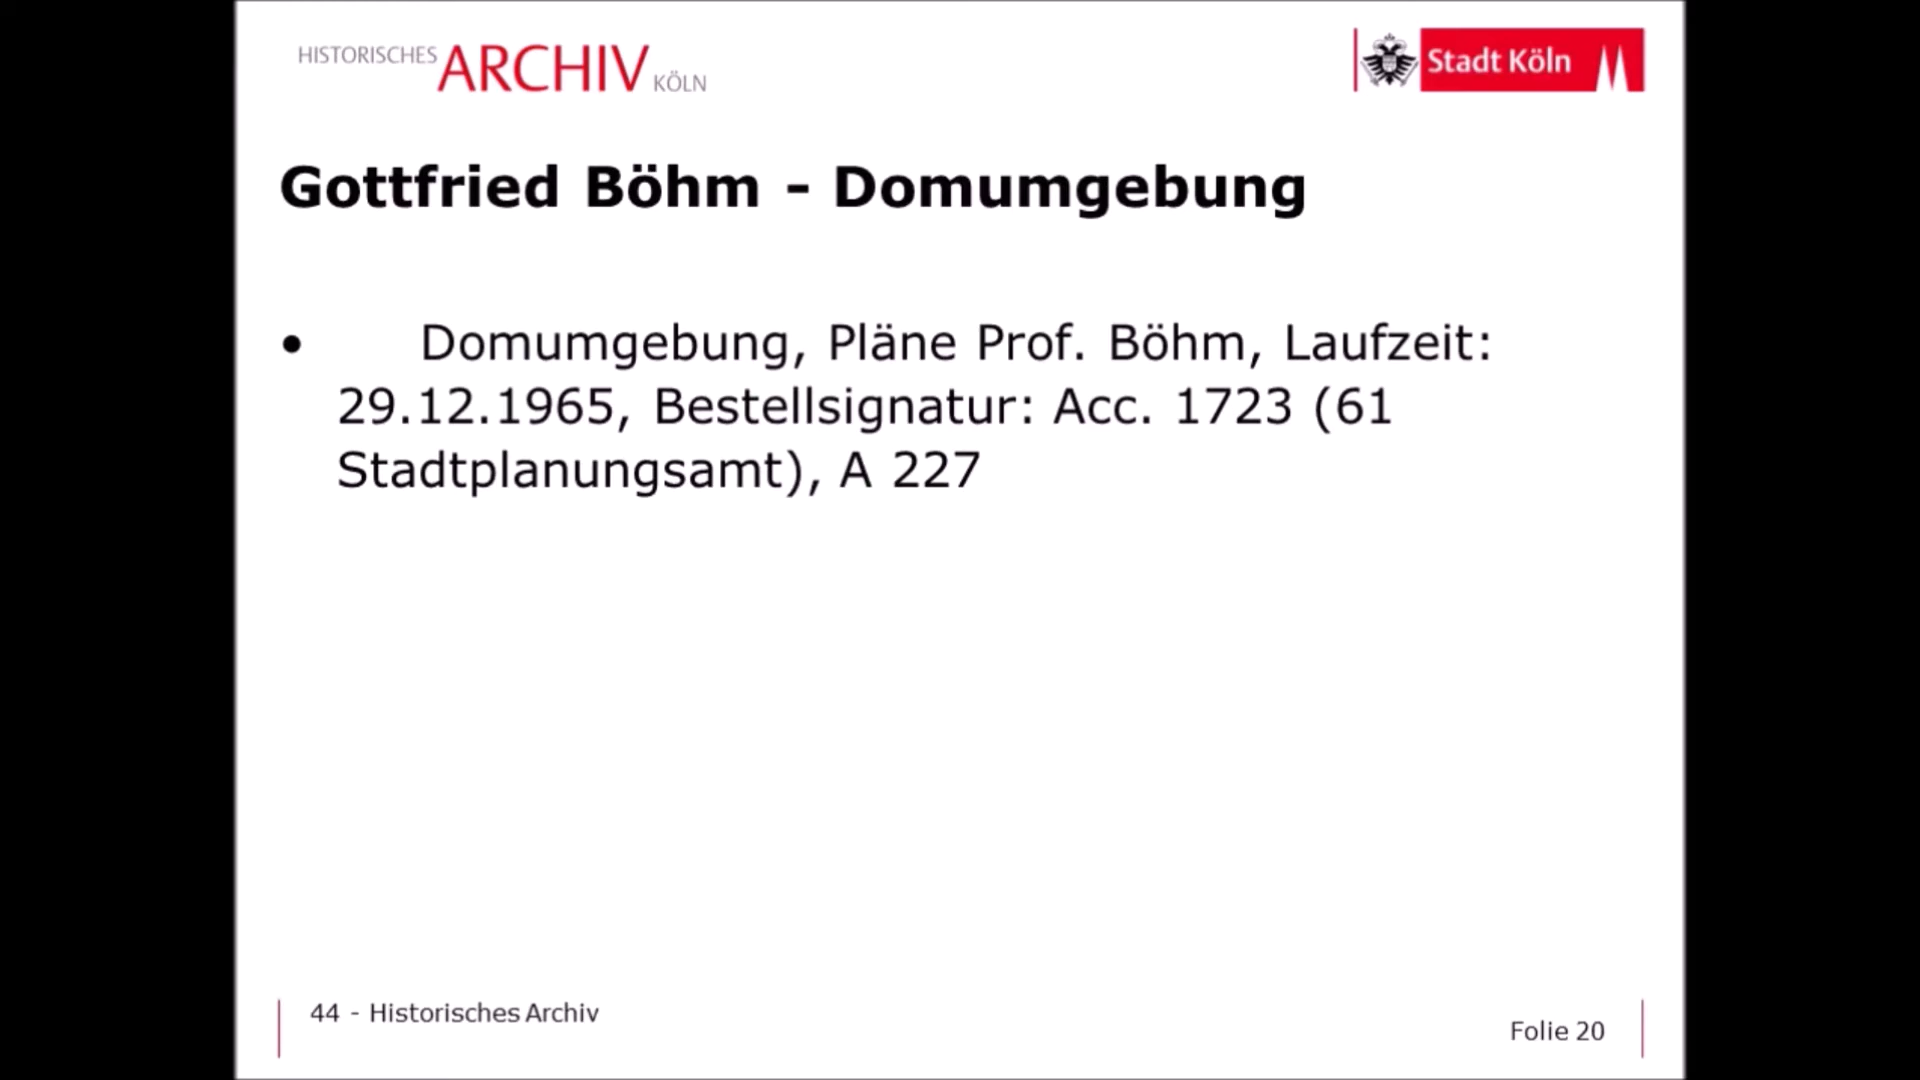 HISTORISCHES ARCHIV KÖLN
Stadt Köln
Gottfried Böhm - Domumgebung
• Domumgebung, Pläne Prof. Böhm, Laufzeit:
29.12.1965, Bestellsignatur: Acc. 1723 (61
Stadtplanungsamt), A 227
44 - Historisches Archiv
Folie 20